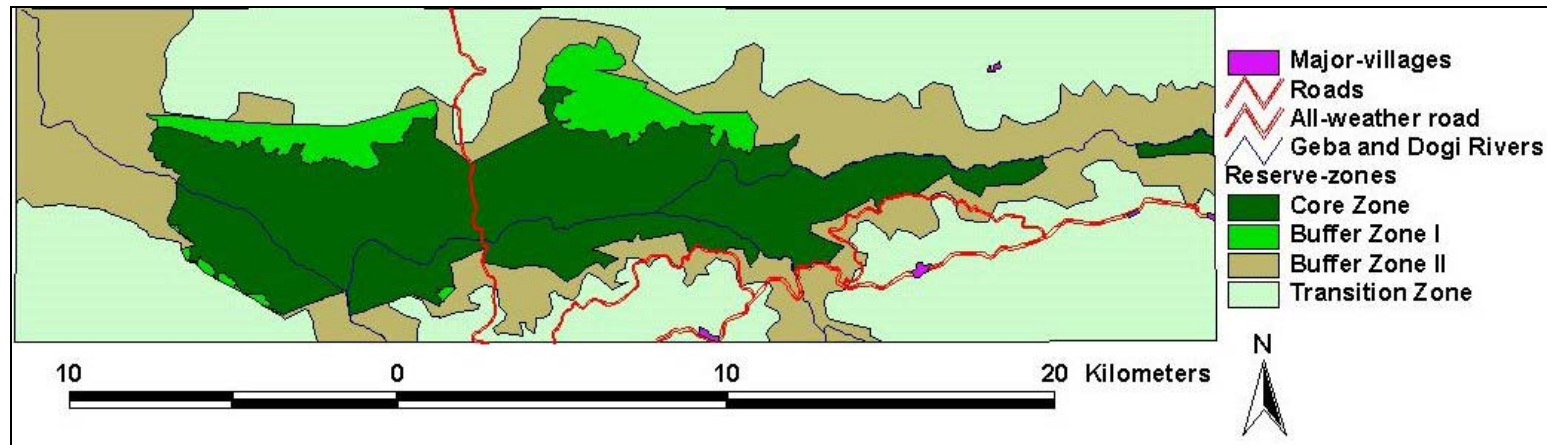 Major-villages
Roads
All-weather road
Geba and Dogi Rivers
Reserve-zones
Core Zone
Buffer Zone I
Buffer Zone II
Transition Zone
N
10 0 10 20 Kilometers